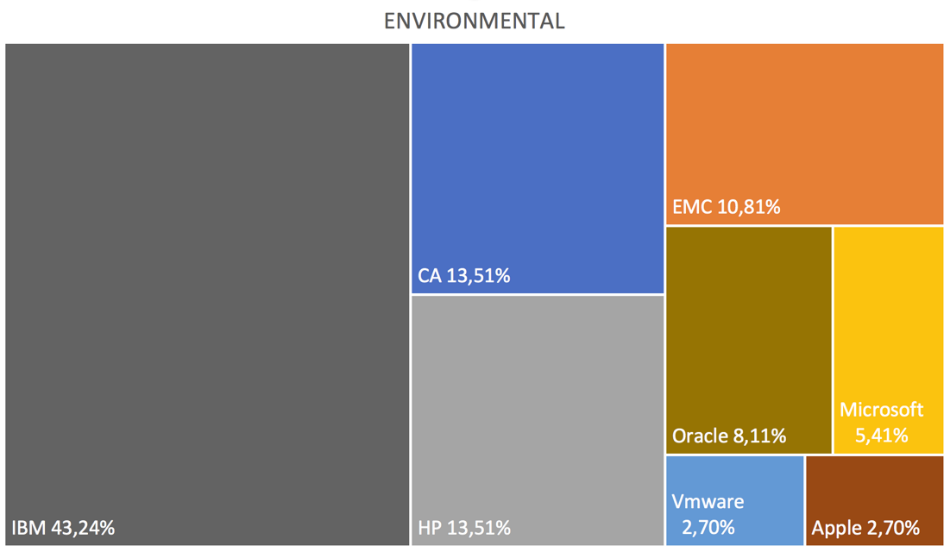 ENVIRONMENTAL
IBM 43,24%
CA 13,51%
HP 13,51%
EMC 10,81%
Oracle 8,11%
Microsoft
5,41%
Vmware
2,70%
Apple 2,70%